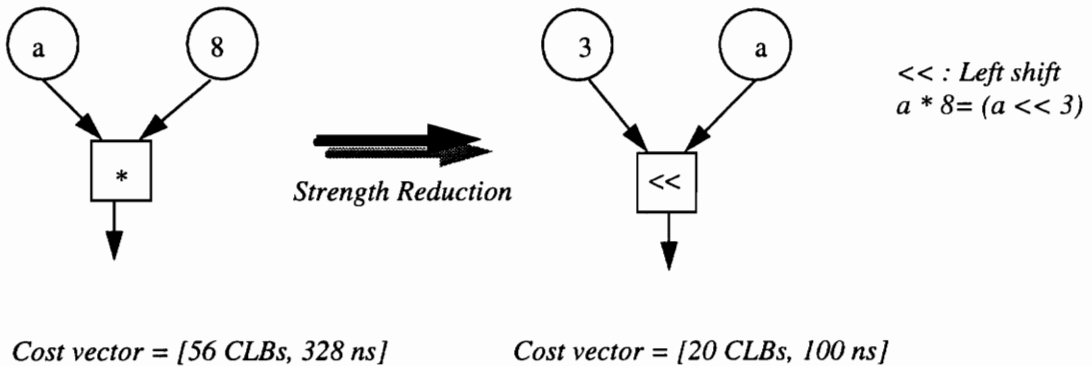 a
8
3
a
<< : Left shift
a * 8= (a << 3)
*
<<
Strength Reduction
Cost vector = [56 CLBs, 328 ns]
Cost vector = [20 CLBs, 100 ns]